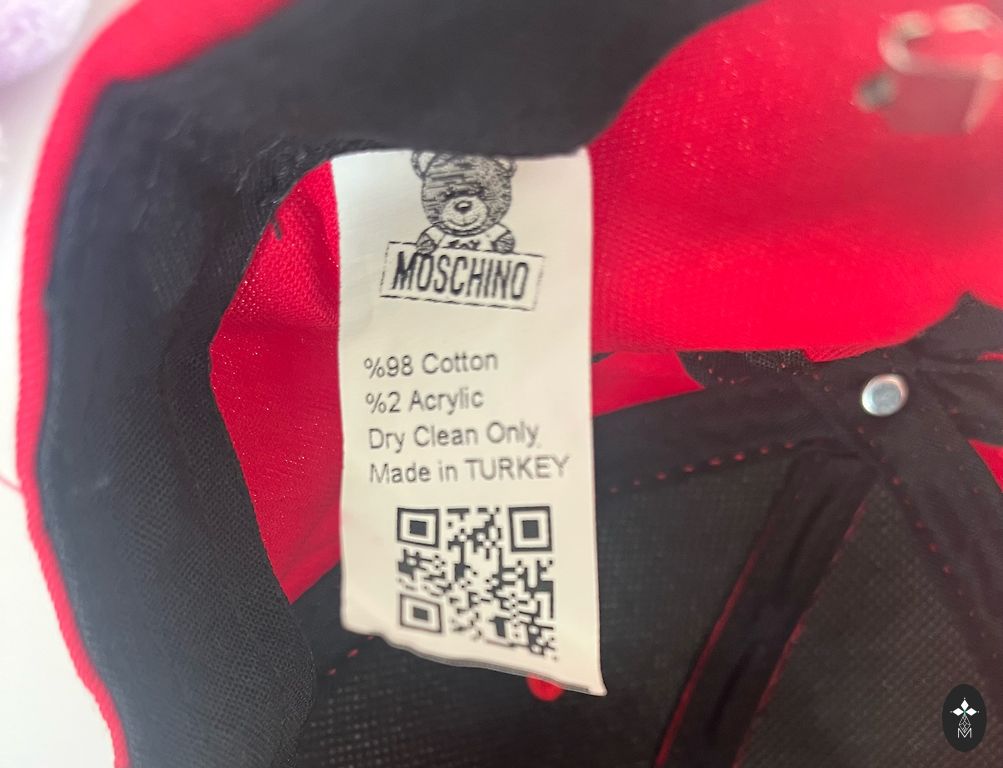 MOSCHINO
%98 Cotton
%2 Acrylic
Dry Clean Only
Made in TURKEY
M